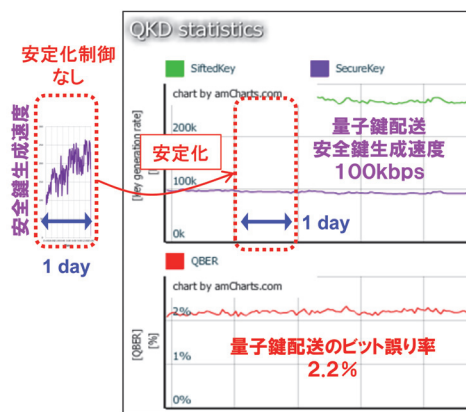 QKD statistics
安定化制御
なし
SiftedKey
SecureKey
chart by amCharts.com
安全鍵生成速度
[key generation rate]
200k
100k
0k
安定化
量子鍵配送
安全鍵生成速度
100kbps
1 day
1 day
QBER
chart by amCharts.com
[QBER]
[%]
2%
1%
0%
量子鍵配送のビット誤り率
2.2%